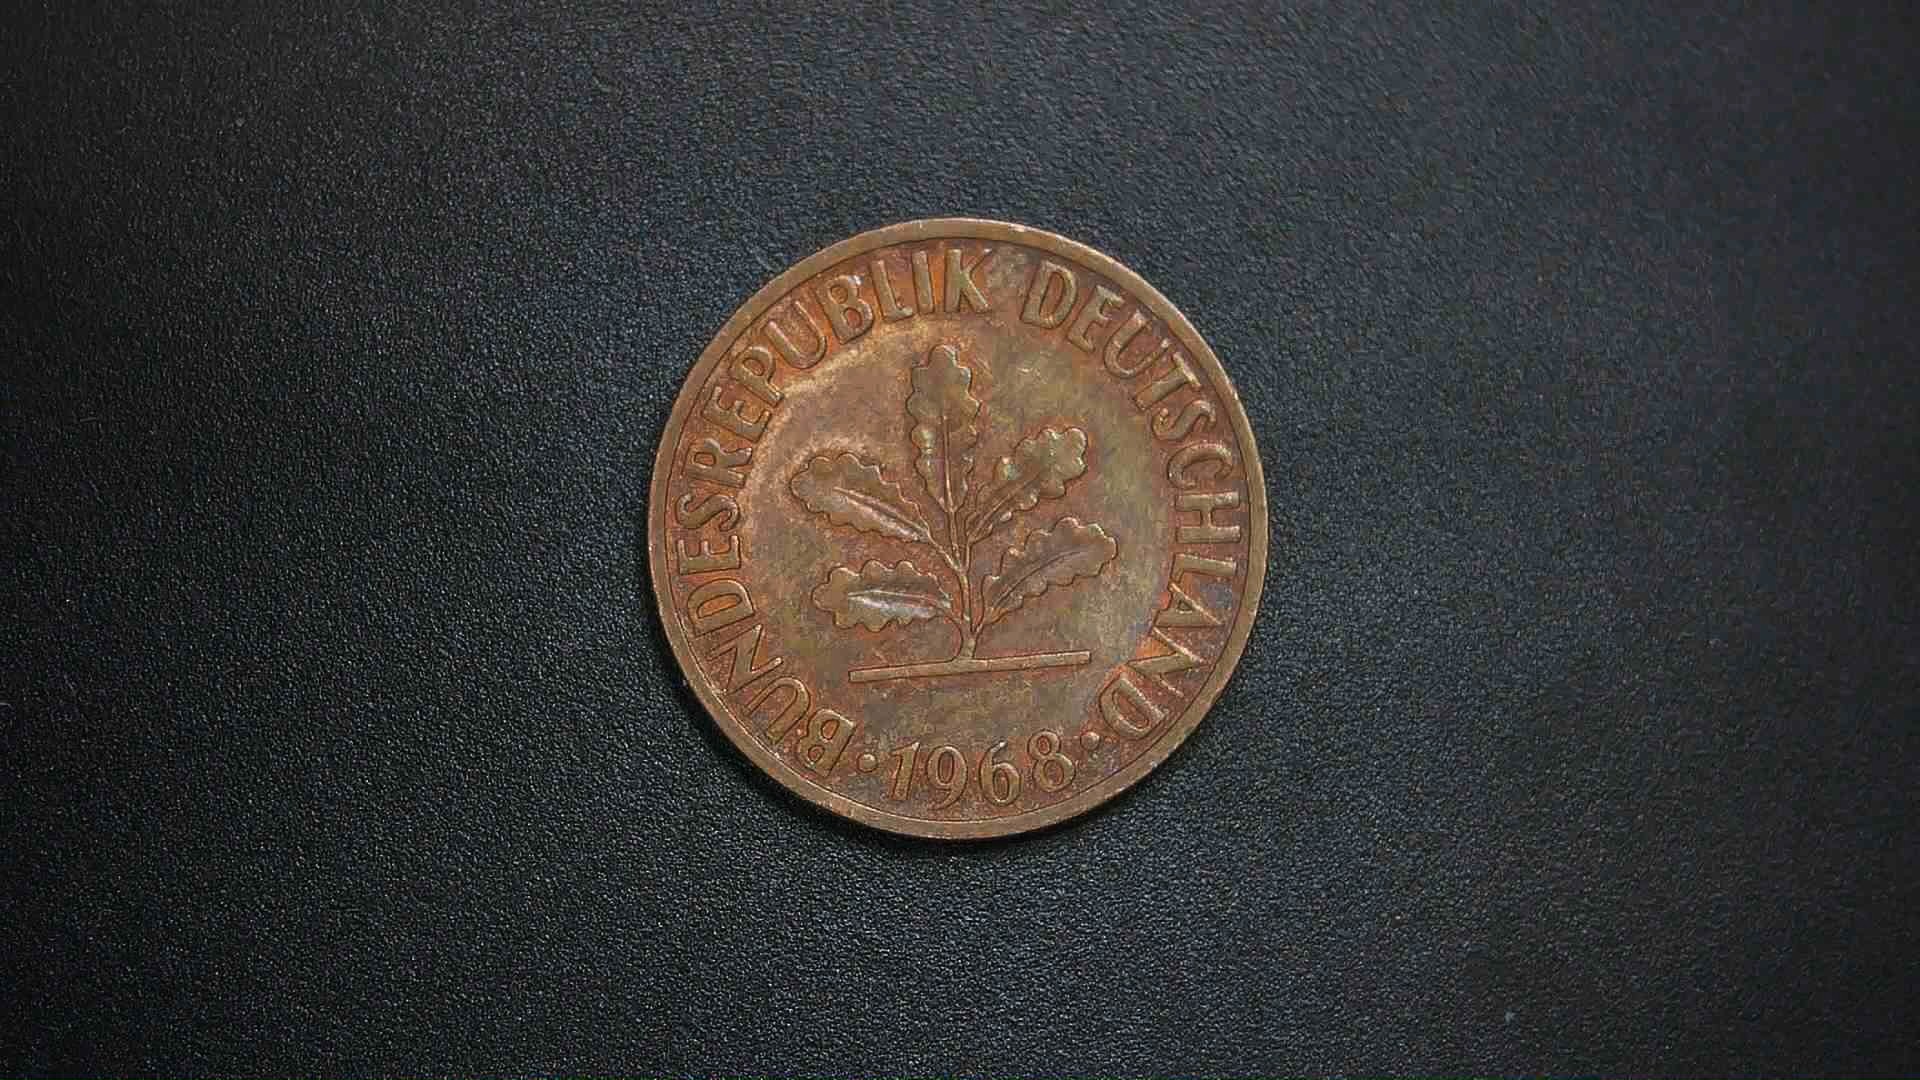 BUNDESREPUBLIK DEUTSCHLAND
· 1968 ·